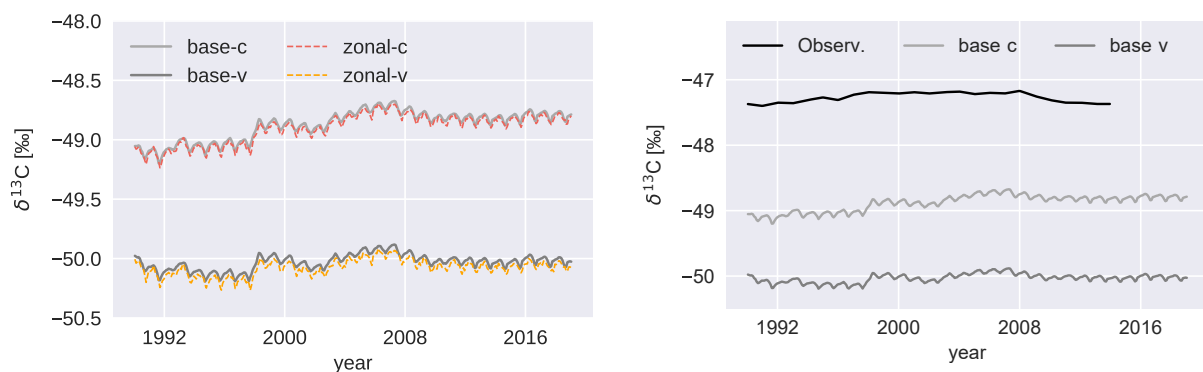 −48.0
−48.5
−49.0
−49.5
−50.0
−50.5
δ¹³C [‰]
base-c
base-v
zonal-c
zonal-v
1992
2000
2008
2016
year
−47
−48
−49
−50
δ¹³C [‰]
Observ.
base c
base v
1992
2000
2008
2016
year